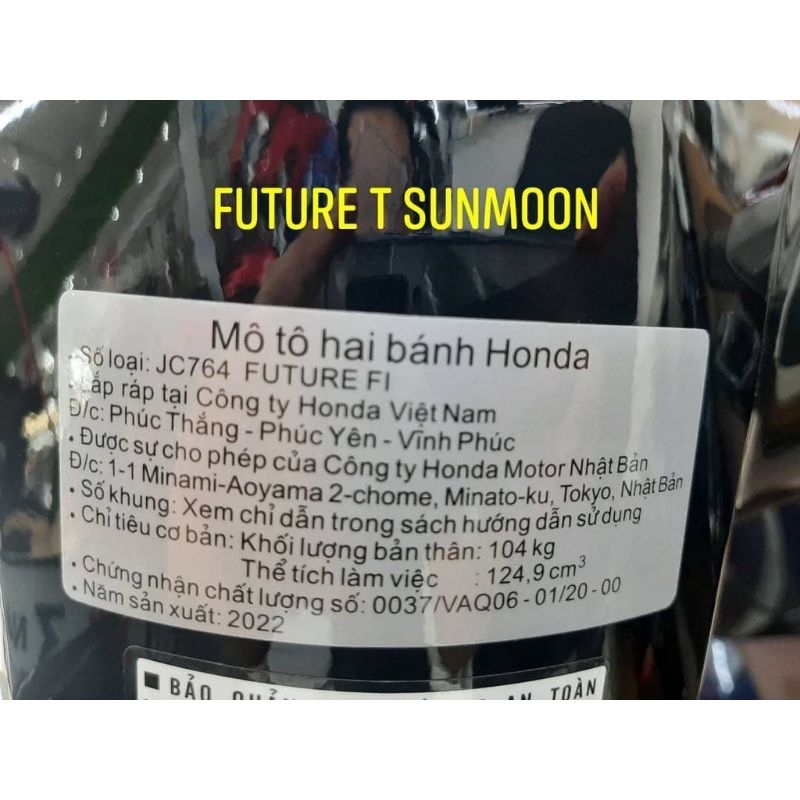 FUTURE T SUNMOON
Mô tô hai bánh Honda
• Số loại: JC764 FUTURE FI
• Lắp ráp tại Công ty Honda Việt Nam
Đ/c: Phúc Thắng - Phúc Yên - Vĩnh Phúc
• Được sự cho phép của Công ty Honda Motor Nhật Bản
Đ/c: 1-1 Minami-Aoyama 2-chome, Minato-ku, Tokyo, Nhật Bản
• Số khung: Xem chỉ dẫn trong sách hướng dẫn sử dụng
• Chỉ tiêu cơ bản: Khối lượng bản thân: 104 kg
Thể tích làm việc : 124,9 cm³
• Chứng nhận chất lượng số: 0037/VAQ06 - 01/20 - 00
• Năm sản xuất: 2022
■ BẢO QUẢN AN TOÀN